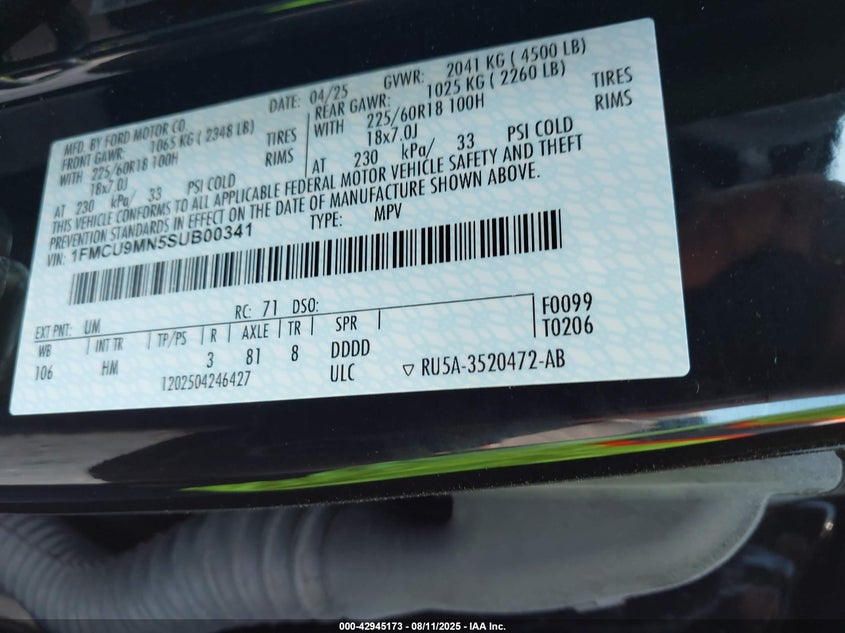 MFD. BY FORD MOTOR CO. DATE: 04/25 GVWR: 2041 KG ( 4500 LB)
FRONT GAWR: 1065 KG ( 2348 LB) REAR GAWR: 1025 KG ( 2260 LB)
WITH 225/60R18 100H TIRES WITH 225/60R18 100H TIRES
18x7.0J RIMS 18x7.0J RIMS
AT 230 kPa/ 33 PSI COLD AT 230 kPa/ 33 PSI COLD
THIS VEHICLE CONFORMS TO ALL APPLICABLE FEDERAL MOTOR VEHICLE SAFETY AND THEFT
PREVENTION STANDARDS IN EFFECT ON THE DATE OF MANUFACTURE SHOWN ABOVE.
VIN: 1FMCU9MN5SUB00341 TYPE: MPV
EXT PNT: UM RC: 71 DSO: F0099
WB INT TR TP/PS R AXLE TR SPR T0206
106 HM 3 81 8 DDDD
1202504246427 ULC ▽ RU5A-3520472-AB
000-42945173 - 08/11/2025 - IAA Inc.